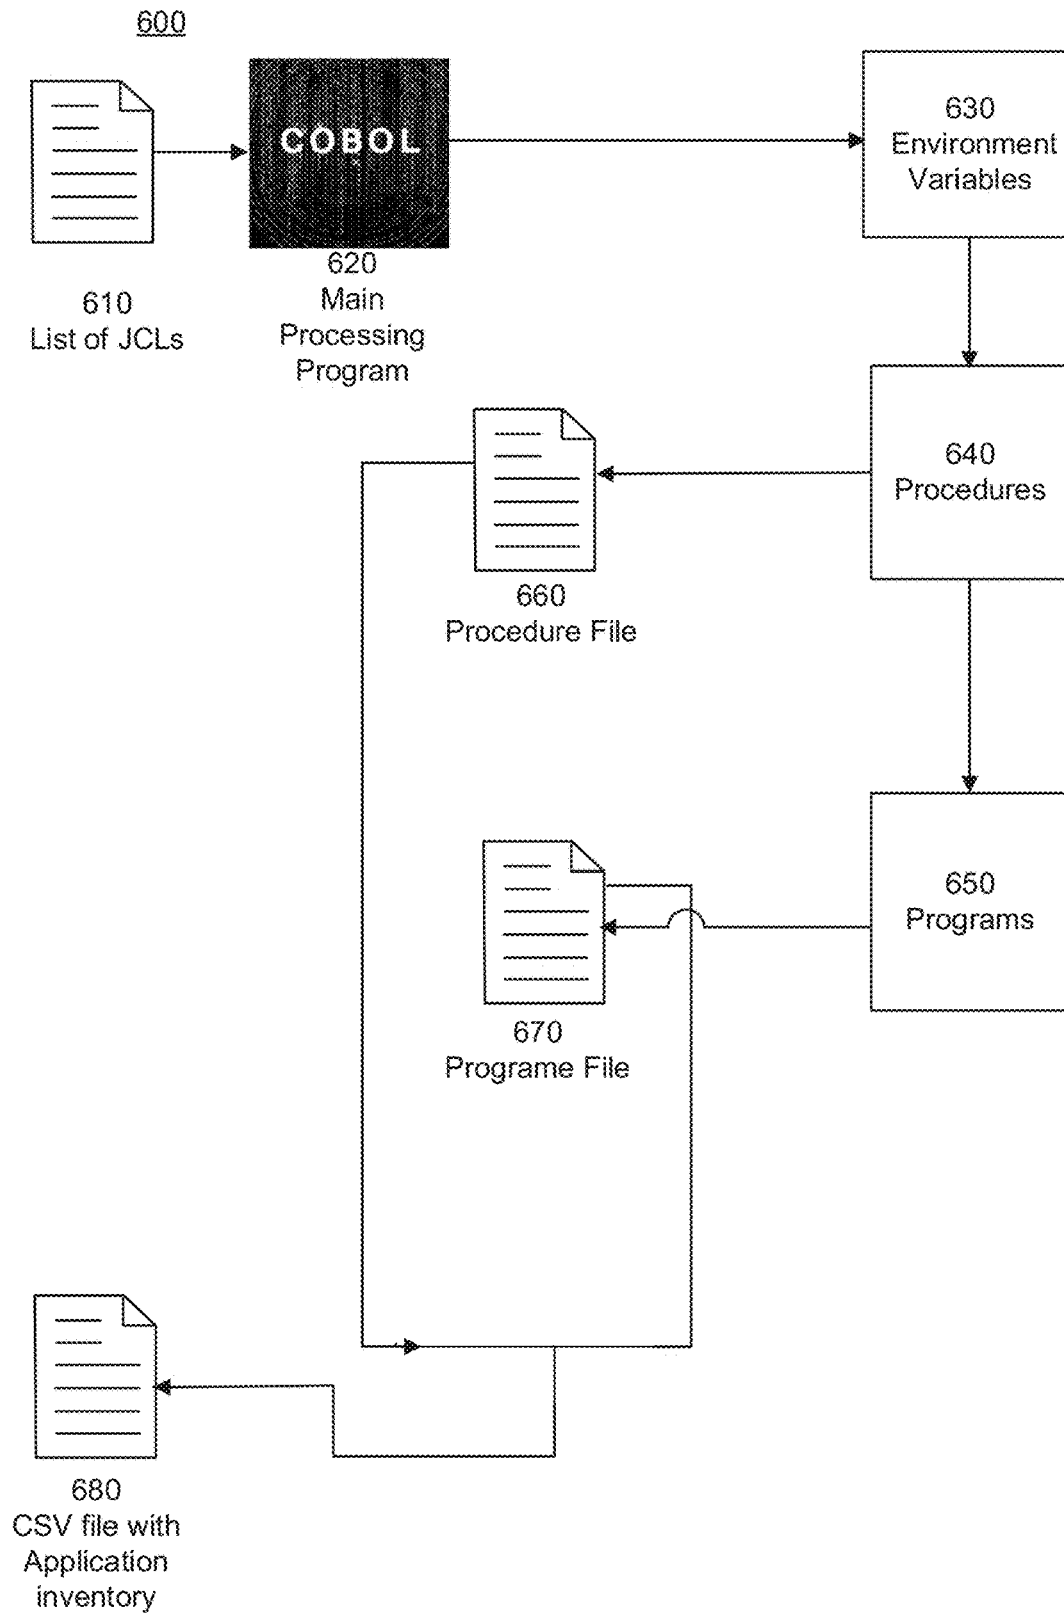 600
COBOL
630
Environment
Variables
620
Main
Processing
Program
610
List of JCLs
640
Procedures
660
Procedure File
650
Programs
670
Programe File
680
CSV file with
Application
inventory